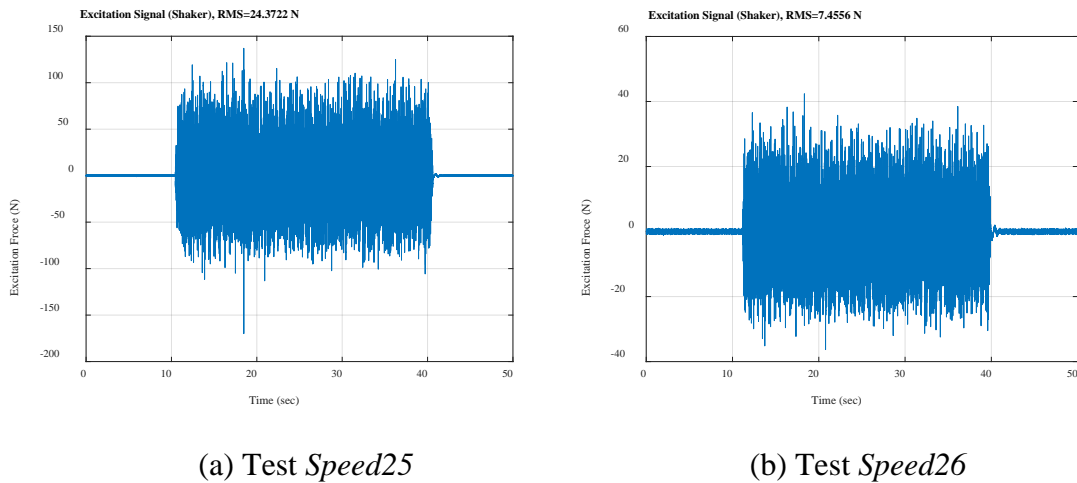 Excitation Signal (Shaker), RMS=24.3722 N
150
100
50
0
-50
-100
-150
-200
Excitation Froce (N)
0 10 20 30 40 50
Time (sec)
(a) Test Speed25
Excitation Signal (Shaker), RMS=7.4556 N
60
40
20
0
-20
-40
Excitation Froce (N)
0 10 20 30 40 50
Time (sec)
(b) Test Speed26